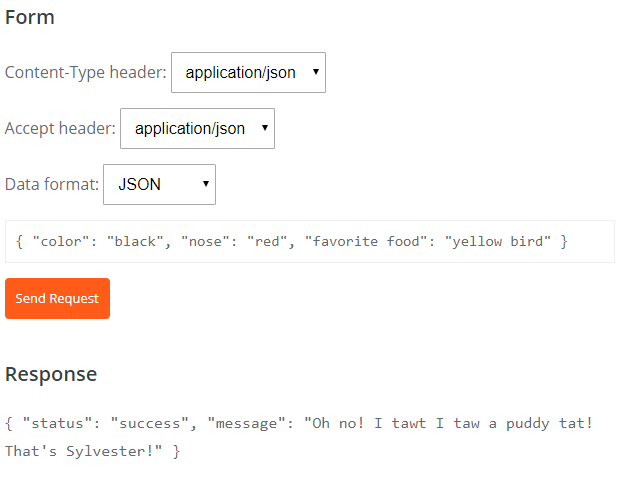 Form
Content-Type header: application/json
Accept header: application/json
Data format: JSON
{ "color": "black", "nose": "red", "favorite food": "yellow bird" }
Send Request
Response
{ "status": "success", "message": "Oh no! I tawt I taw a puddy tat!
That's Sylvester!" }